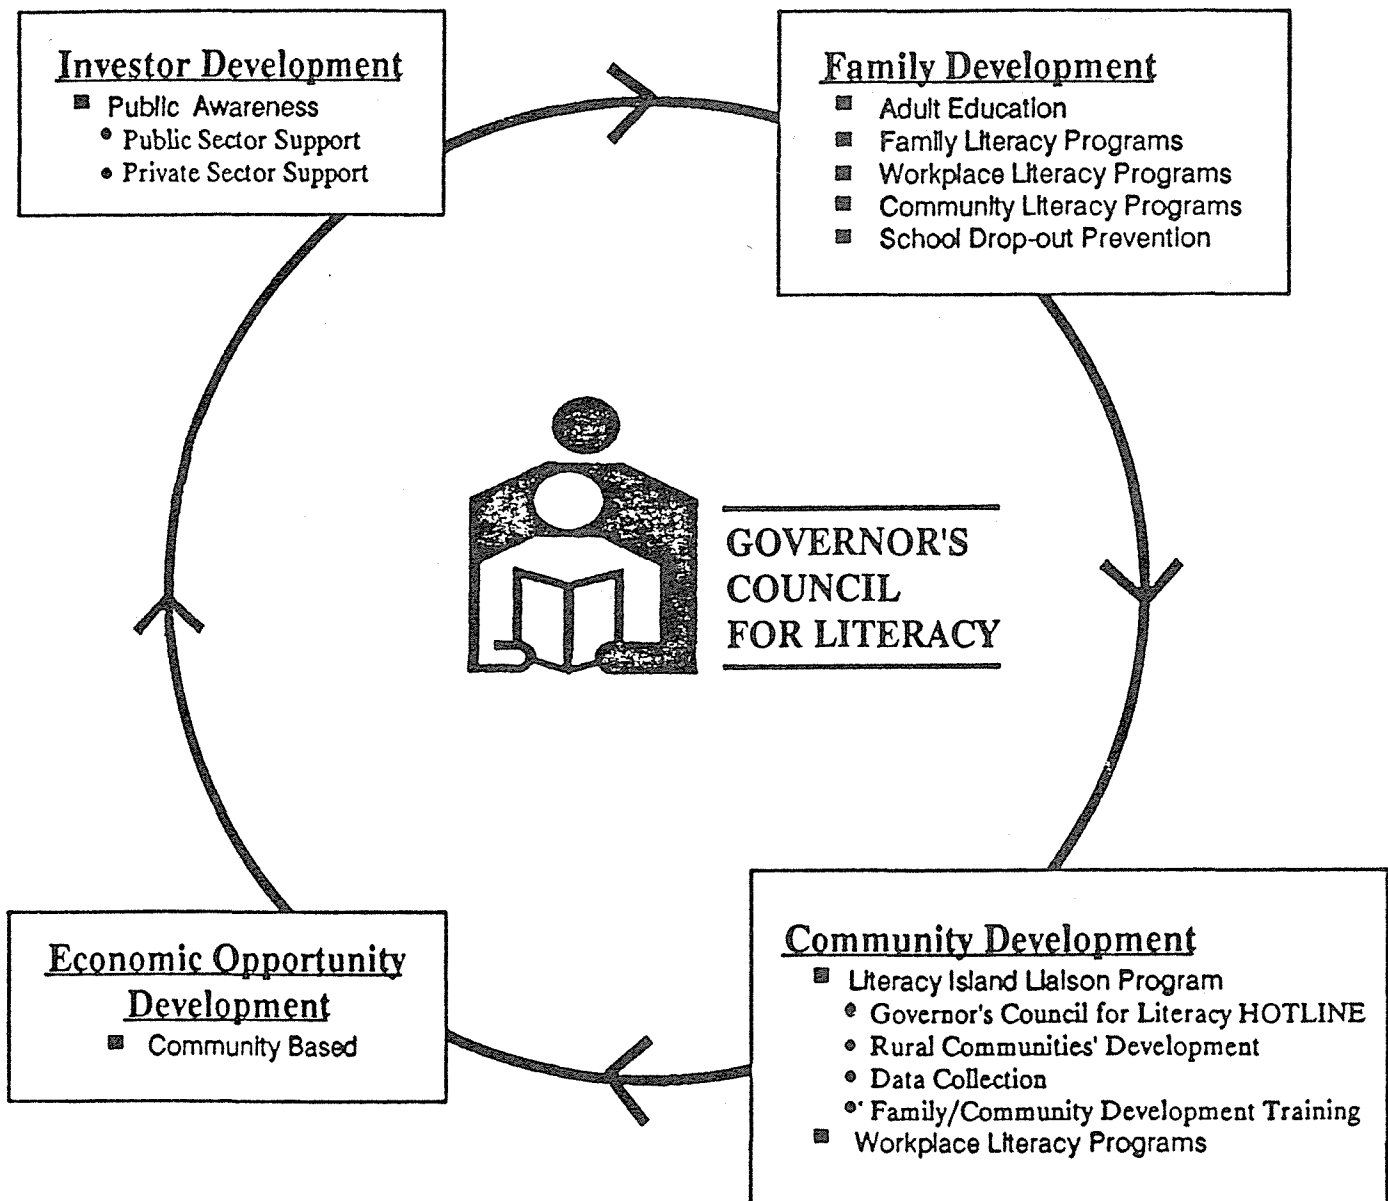 Investor Development
■ Public Awareness
• Public Sector Support
• Private Sector Support
Family Development
■ Adult Education
■ Family Literacy Programs
■ Workplace Literacy Programs
■ Community Literacy Programs
■ School Drop-out Prevention
GOVERNOR'S
COUNCIL
FOR LITERACY
Economic Opportunity
Development
■ Community Based
Community Development
■ Literacy Island Liaison Program
• Governor's Council for Literacy HOTLINE
• Rural Communities' Development
• Data Collection
• Family/Community Development Training
■ Workplace Literacy Programs